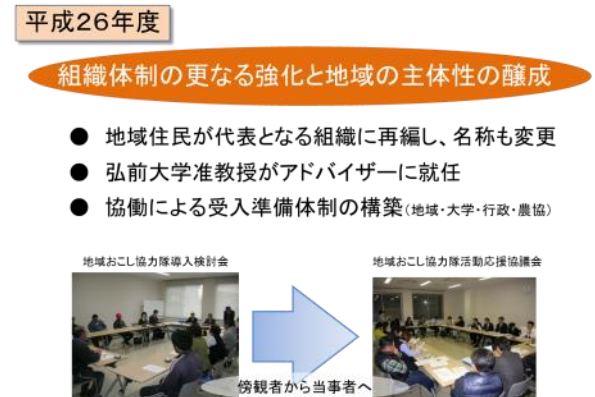 平成26年度
組織体制の更なる強化と地域の主体性の醸成
● 地域住民が代表となる組織に再編し、名称も変更
● 弘前大学准教授がアドバイザーに就任
● 協働による受入準備体制の構築(地域・大学・行政・農協)
地域おこし協力隊導入検討会
地域おこし協力隊活動応援協議会
傍観者から当事者へ